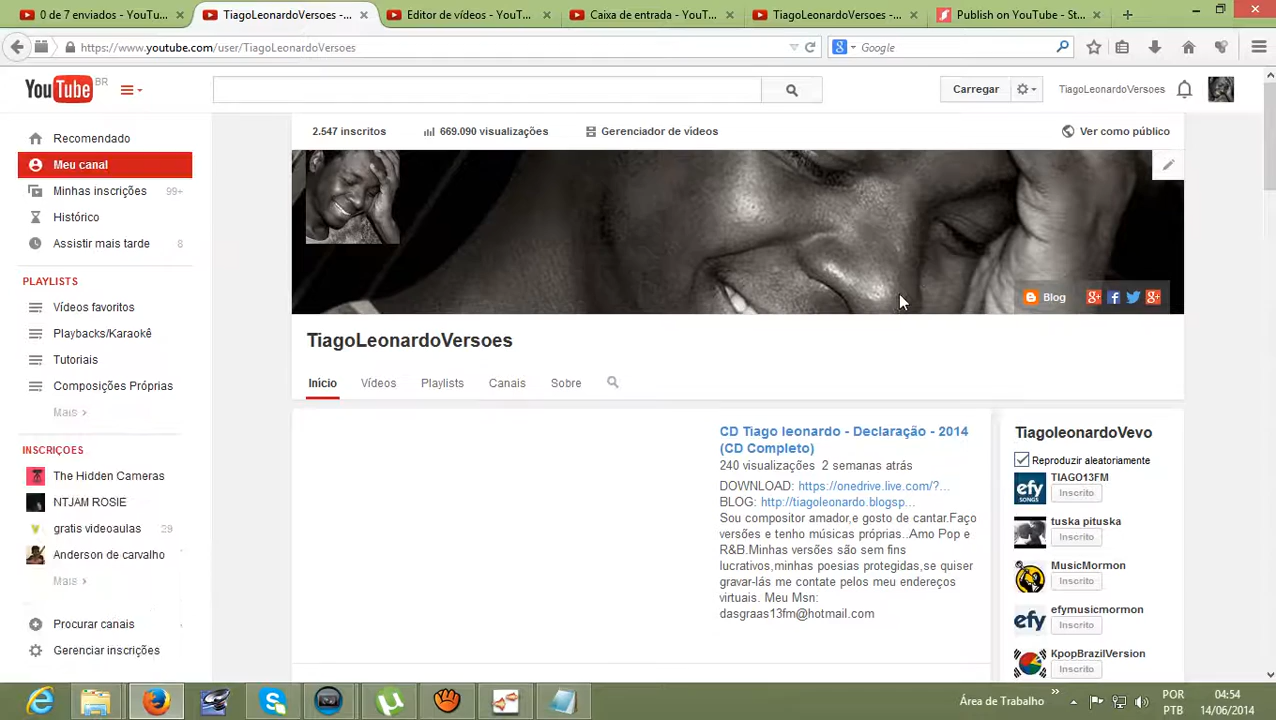 0 de 7 enviados - YouTu...
TiagoLeonardoVersoes -...
Editor de vídeos - YouT...
Caixa de entrada - YouT...
TiagoLeonardoVersoes -...
Publish on YouTube - St...
https://www.youtube.com/user/TiagoLeonardoVersoes
Google
YouTube BR
Carregar
TiagoLeonardoVersoes
2.547 inscritos
669.090 visualizações
Gerenciador de vídeos
Ver como público
Recomendado
Meu canal
Minhas inscrições 99+
Histórico
Assistir mais tarde 8
PLAYLISTS
Vídeos favoritos
Playbacks/Karaokê
Tutoriais
Composições Próprias
Mais >
INSCRIÇÕES
The Hidden Cameras
NTJAM ROSIE
gratis videoaulas 39
Anderson de carvalho
Mais >
Procurar canais
Gerenciar inscrições
Blog
TiagoLeonardoVersoes
Início
Vídeos
Playlists
Canais
Sobre
CD Tiago leonardo - Declaração - 2014
(CD Completo)
240 visualizações 2 semanas atrás
DOWNLOAD: https://onedrive.live.com/?...
BLOG: http://tiagoleonardo.blogsp...
Sou compositor amador,e gosto de cantar.Faço
versões e tenho músicas próprias..Amo Pop e
R&B.Minhas versões são sem fins
lucrativos,minhas poesias protegidas,se quiser
gravar-lás me contate pelos meu endereços
virtuais. Meu Msn:
dasgraas13fm@hotmail.com
TiagoleonardoVevo
Reproduzir aleatoriamente
efy SONGS
TIAGO13FM
Inscrito
tuska pituska
Inscrito
MusicMormon
Inscrito
efy
efymusicmormon
Inscrito
KpopBrazilVersion
Inscrito
Área de Trabalho
POR
PTB
04:54
14/06/2014